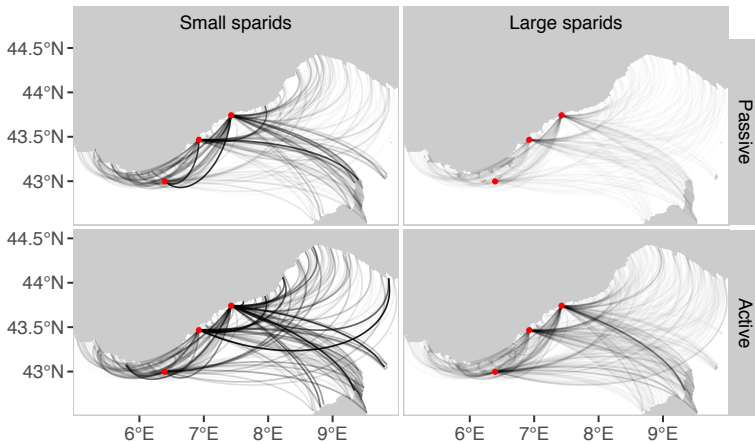 Small sparids
Large sparids
44.5°N
44°N
43.5°N
43°N
Passive
44.5°N
44°N
43.5°N
43°N
Active
6°E 7°E 8°E 9°E 6°E 7°E 8°E 9°E